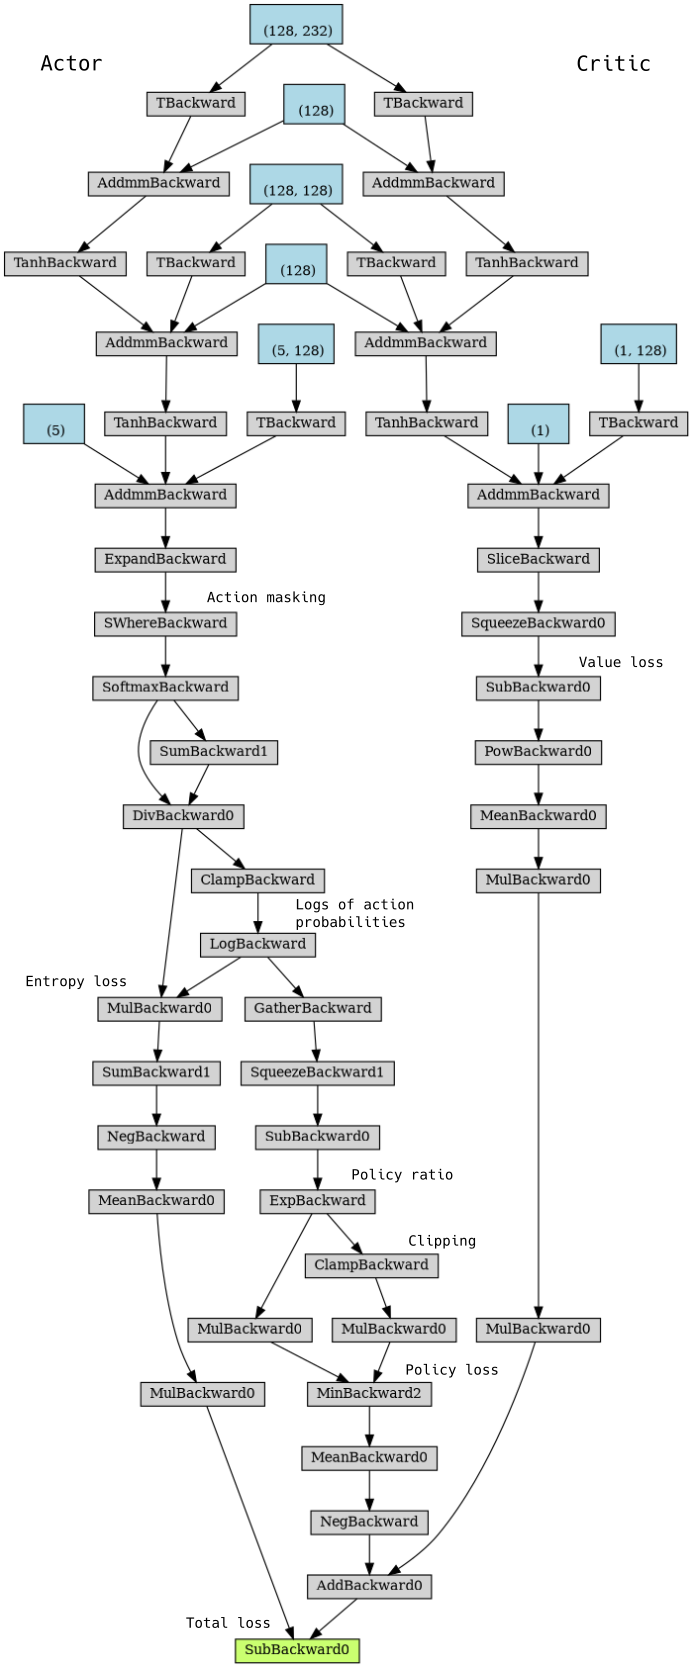 (128, 232)
Actor
Critic
TBackward
(128)
TBackward
AddmmBackward
(128, 128)
AddmmBackward
TanhBackward
TBackward
(128)
TBackward
TanhBackward
AddmmBackward
(5, 128)
AddmmBackward
(1, 128)
(5)
TanhBackward
TBackward
TanhBackward
(1)
TBackward
AddmmBackward
AddmmBackward
ExpandBackward
SliceBackward
Action masking
SWhereBackward
SqueezeBackward0
Value loss
SoftmaxBackward
SubBackward0
SumBackward1
PowBackward0
DivBackward0
MeanBackward0
ClampBackward
MulBackward0
Logs of action
probabilities
LogBackward
Entropy loss
MulBackward0
GatherBackward
SumBackward1
SqueezeBackward1
NegBackward
SubBackward0
Policy ratio
MeanBackward0
ExpBackward
Clipping
ClampBackward
MulBackward0
MulBackward0
MulBackward0
Policy loss
MulBackward0
MinBackward2
MeanBackward0
NegBackward
AddBackward0
Total loss
SubBackward0